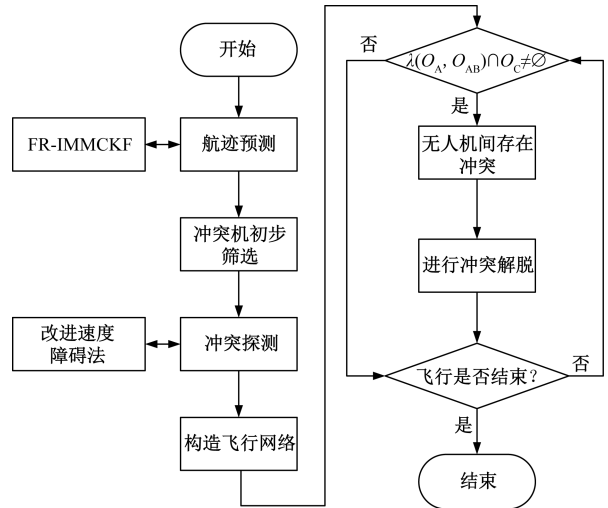 开始
FR-IMMCKF
航迹预测
冲突机初步
筛选
改进速度
障碍法
冲突探测
构造飞行网络
否
λ(O_A, O_AB)∩O_C≠∅
是
无人机间存在
冲突
进行冲突解脱
飞行是否结束？
否
是
结束